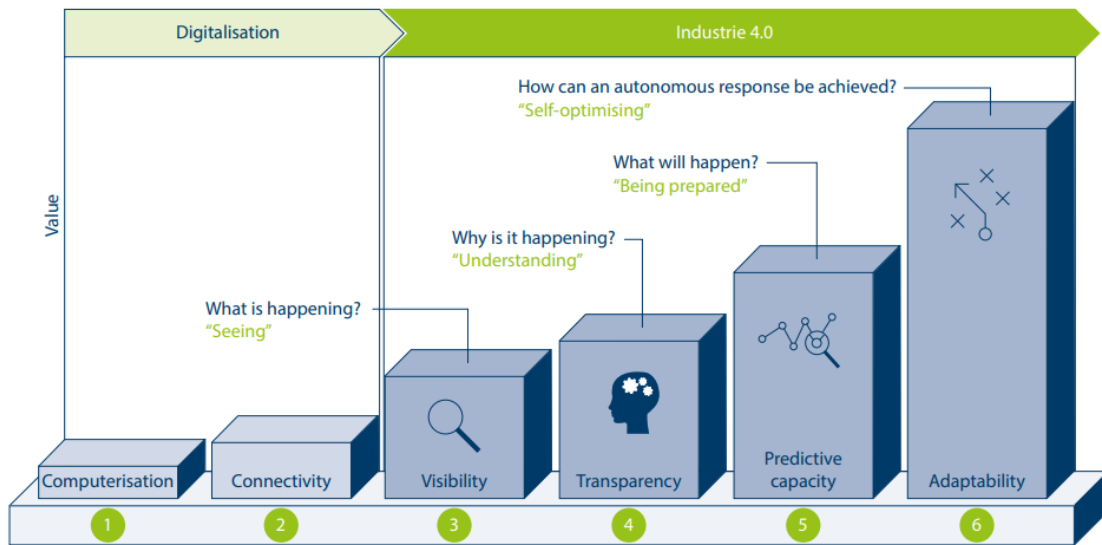 Digitalisation
Industrie 4.0
How can an autonomous response be achieved?
“Self-optimising”
What will happen?
“Being prepared”
Value
Why is it happening?
“Understanding”
What is happening?
“Seeing”
Computerisation
Connectivity
Visibility
Transparency
Predictive
capacity
Adaptability
1
2
3
4
5
6